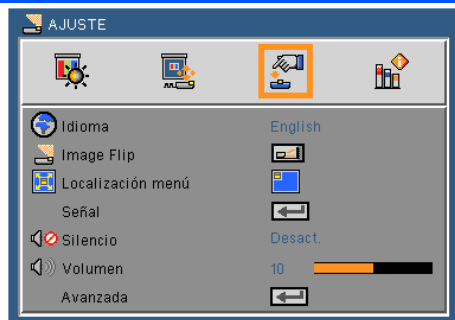 AJUSTE
Idioma English
Image Flip
Localización menú
Señal
Silencio Desact.
Volumen 10
Avanzada